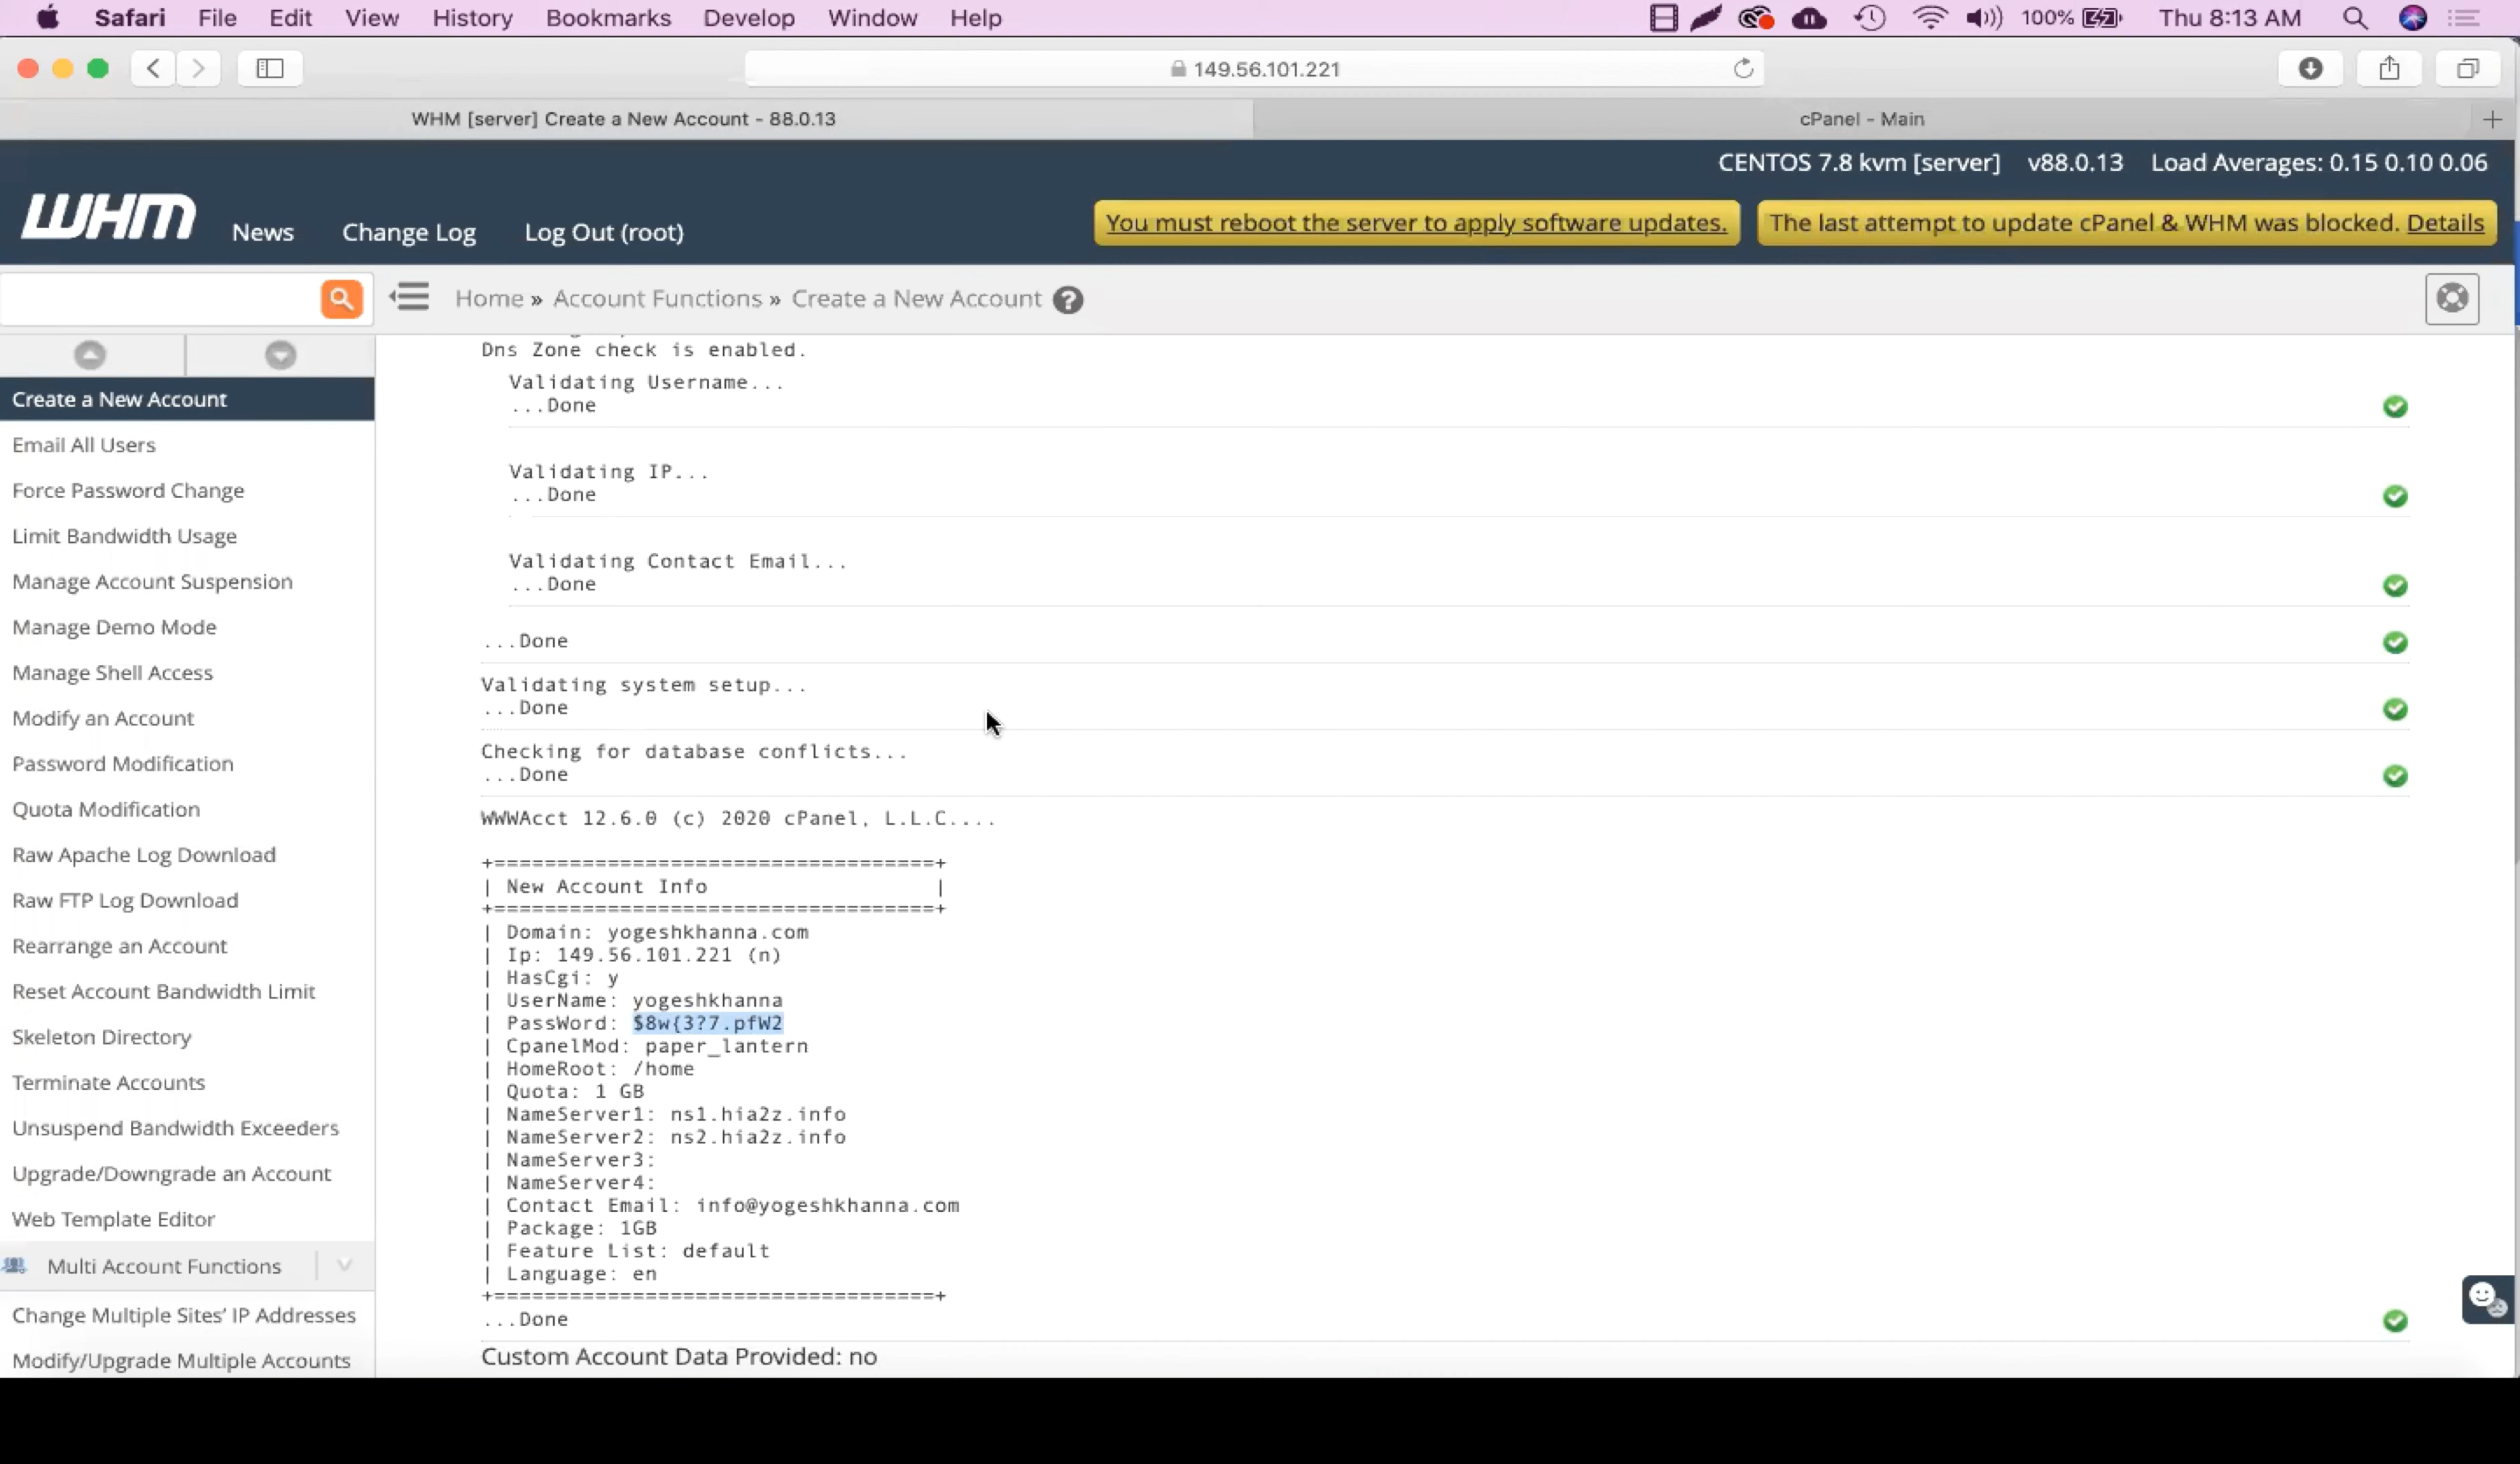 Safari File Edit View History Bookmarks Develop Window Help 100% Thu 8:13 AM
149.56.101.221
WHM [server] Create a New Account - 88.0.13 cPanel - Main
CENTOS 7.8 kvm [server] v88.0.13 Load Averages: 0.15 0.10 0.06
WHM News Change Log Log Out (root) You must reboot the server to apply software updates. The last attempt to update cPanel & WHM was blocked. Details
Home » Account Functions » Create a New Account
Create a New Account
Email All Users
Force Password Change
Limit Bandwidth Usage
Manage Account Suspension
Manage Demo Mode
Manage Shell Access
Modify an Account
Password Modification
Quota Modification
Raw Apache Log Download
Raw FTP Log Download
Rearrange an Account
Reset Account Bandwidth Limit
Skeleton Directory
Terminate Accounts
Unsuspend Bandwidth Exceeders
Upgrade/Downgrade an Account
Web Template Editor
Multi Account Functions
Change Multiple Sites' IP Addresses
Modify/Upgrade Multiple Accounts
Dns Zone check is enabled.
Validating Username...
...Done
Validating IP...
...Done
Validating Contact Email...
...Done
...Done
Validating system setup...
...Done
Checking for database conflicts...
...Done
WWWAcct 12.6.0 (c) 2020 cPanel, L.L.C....
+===================================+
| New Account Info |
+===================================+
| Domain: yogeshkhanna.com
| Ip: 149.56.101.221 (n)
| HasCgi: y
| UserName: yogeshkhanna
| PassWord: $8w{3?7.pfW2
| CpanelMod: paper_lantern
| HomeRoot: /home
| Quota: 1 GB
| NameServer1: ns1.hia2z.info
| NameServer2: ns2.hia2z.info
| NameServer3:
| NameServer4:
| Contact Email: info@yogeshkhanna.com
| Package: 1GB
| Feature List: default
| Language: en
+===================================+
...Done
Custom Account Data Provided: no